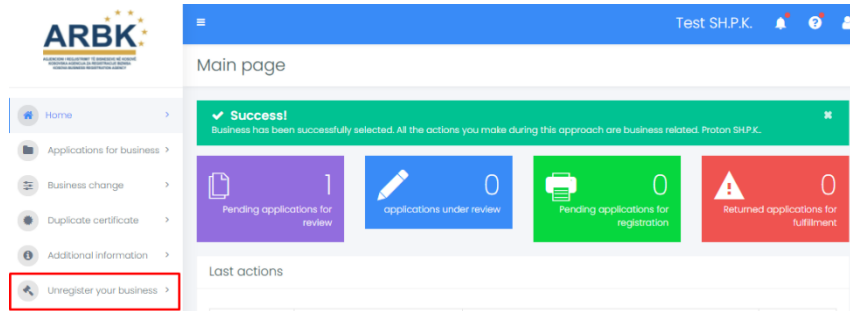 ARBK
Test SH.P.K.
Main page
Home
Applications for business
Business change
Duplicate certificate
Additional information
Unregister your business
Success!
Business has been successfully selected. All the actions you make during this approach are business related. Proton SH.P.K..
1
Pending applications for
review
0
applications under review
0
Pending applications for
registration
0
Returned applications for
fulfillment
Last actions